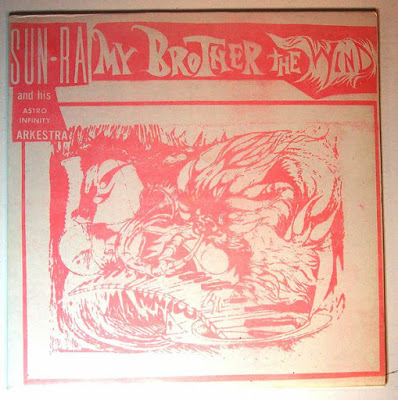 SUN-RA
and his
ASTRO
INFINITY
ARKESTRA
MY BROTHER THE WIND